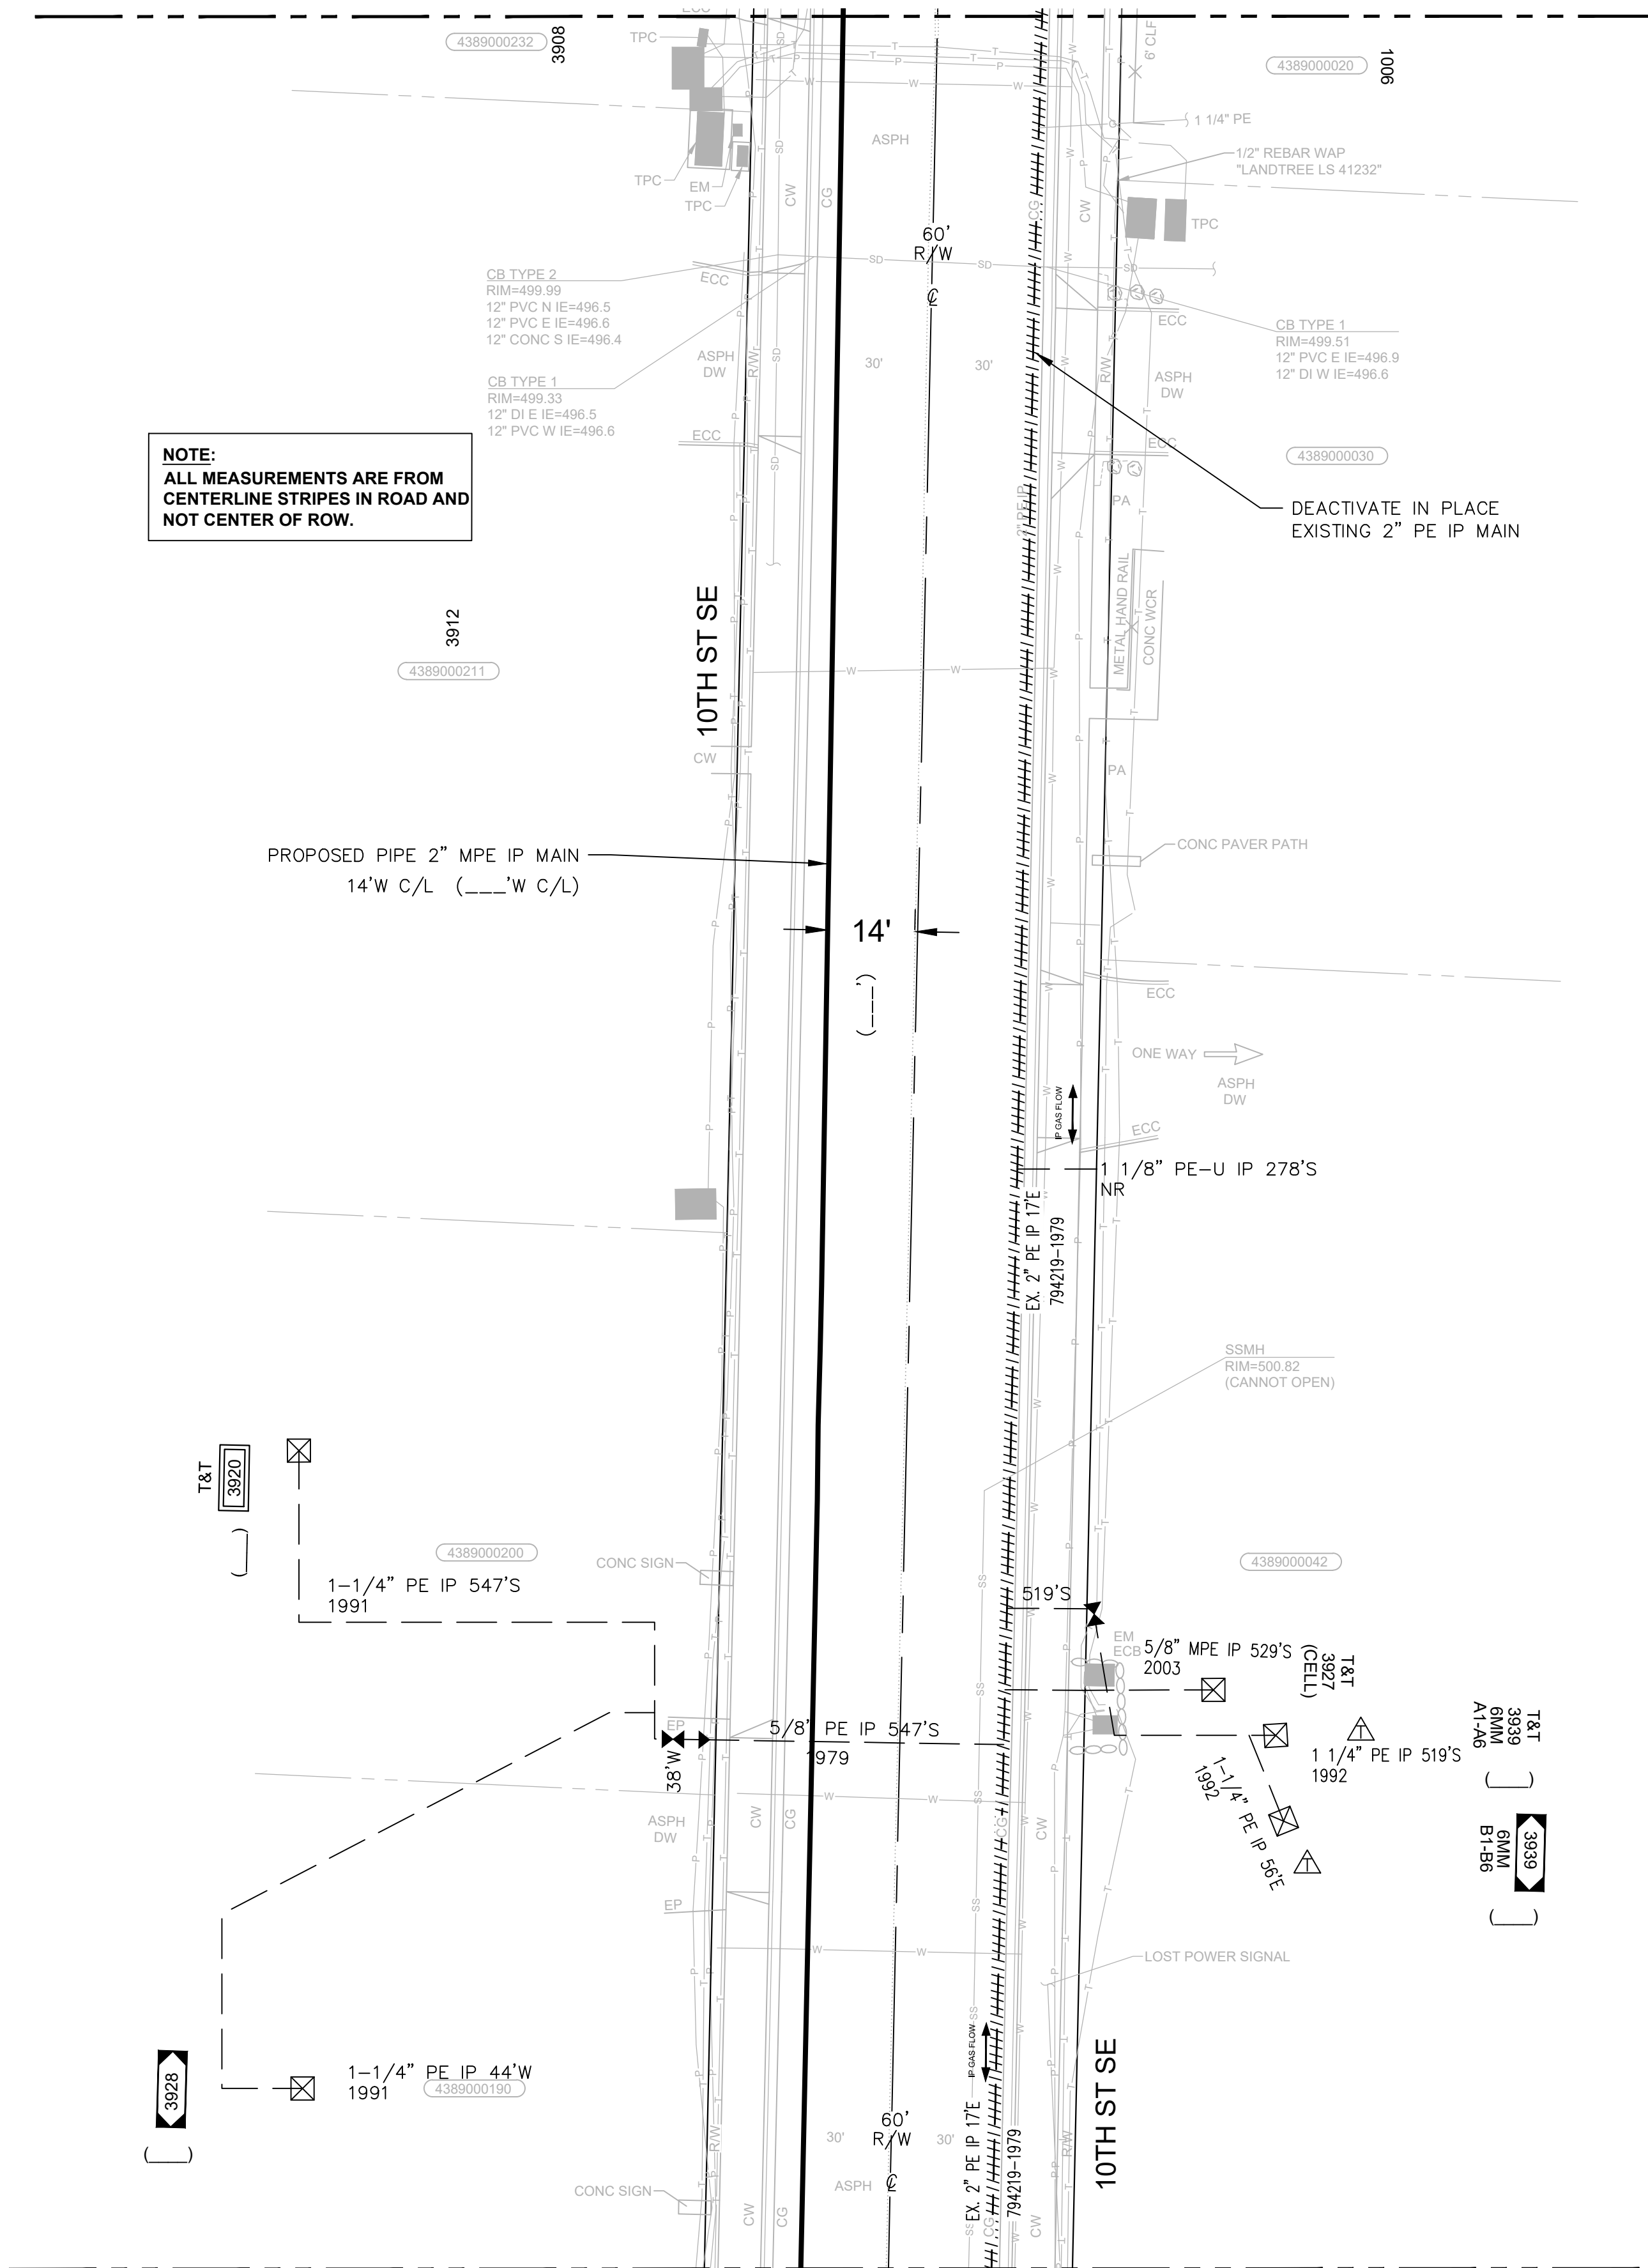 ECC
4389000232
3908
TPC
4389000020
1006
6' CLF
1 1/4" PE
ASPH
1/2" REBAR WAP
"LANDTREE LS 41232"
TPC
EM
TPC
CW
CG
CG
CW
TPC
60'
R/W
CB TYPE 2
RIM=499.99
12" PVC N IE=496.5
12" PVC E IE=496.6
12" CONC S IE=496.4
ECC
ECC
CB TYPE 1
RIM=499.51
12" PVC E IE=496.9
12" DI W IE=496.6
ASPH
DW
R/W
30'
30'
R/W
ASPH
DW
CB TYPE 1
RIM=499.33
12" DI E IE=496.5
12" PVC W IE=496.6
ECC
ECC
4389000030
NOTE:
ALL MEASUREMENTS ARE FROM
CENTERLINE STRIPES IN ROAD AND
NOT CENTER OF ROW.
PA
2" PE IP
DEACTIVATE IN PLACE
EXISTING 2" PE IP MAIN
METAL HAND RAIL
CONC WCR
3912
4389000211
10TH ST SE
CW
PA
PROPOSED PIPE 2" MPE IP MAIN
14'W C/L (___'W C/L)
CONC PAVER PATH
14'
(___')
ECC
ONE WAY
ASPH
DW
IP GAS FLOW
ECC
1 1/8" PE-U IP 278'S
NR
EX. 2" PE IP 17'E
794219-1979
SSMH
RIM=500.82
(CANNOT OPEN)
T&T
3920
(___)
4389000200
CONC SIGN
4389000042
1-1/4" PE IP 547'S
1991
519'S
EM
ECB
5/8" MPE IP 529'S
2003
T&T
3927
(CELL)
EP
5/8" PE IP 547'S
1979
38'W
1 1/4" PE IP 519'S
1992
T
T&T
3939
6MM
A1-A6
(___)
1-1/4" PE IP 56'E
1992
T
3939
6MM
B1-B6
(___)
ASPH
DW
CW
CG
CG
CW
EP
LOST POWER SIGNAL
IP GAS FLOW
10TH ST SE
3928
(___)
1-1/4" PE IP 44'W
1991
4389000190
60'
R/W
30'
30'
R/W
R/W
EX. 2" PE IP 17'E
794219-1979
ASPH
CONC SIGN
CW
CG
CG
CW